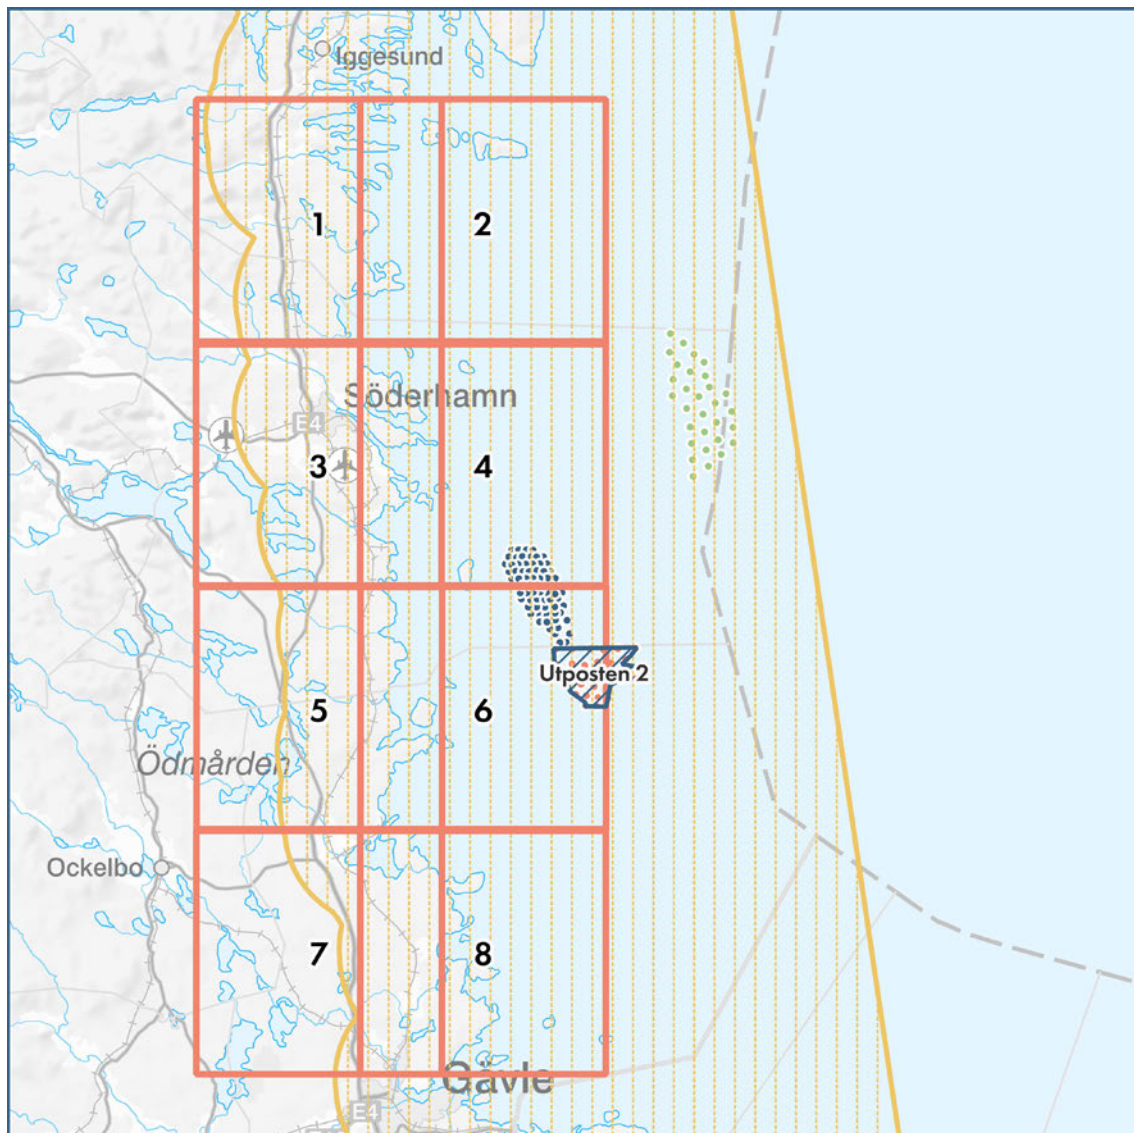 Iggesund
1
2
Söderhamn
E4
3
4
Utposten 2
5
6
Ödmården
Ockelbo
7
8
Gävle
E4